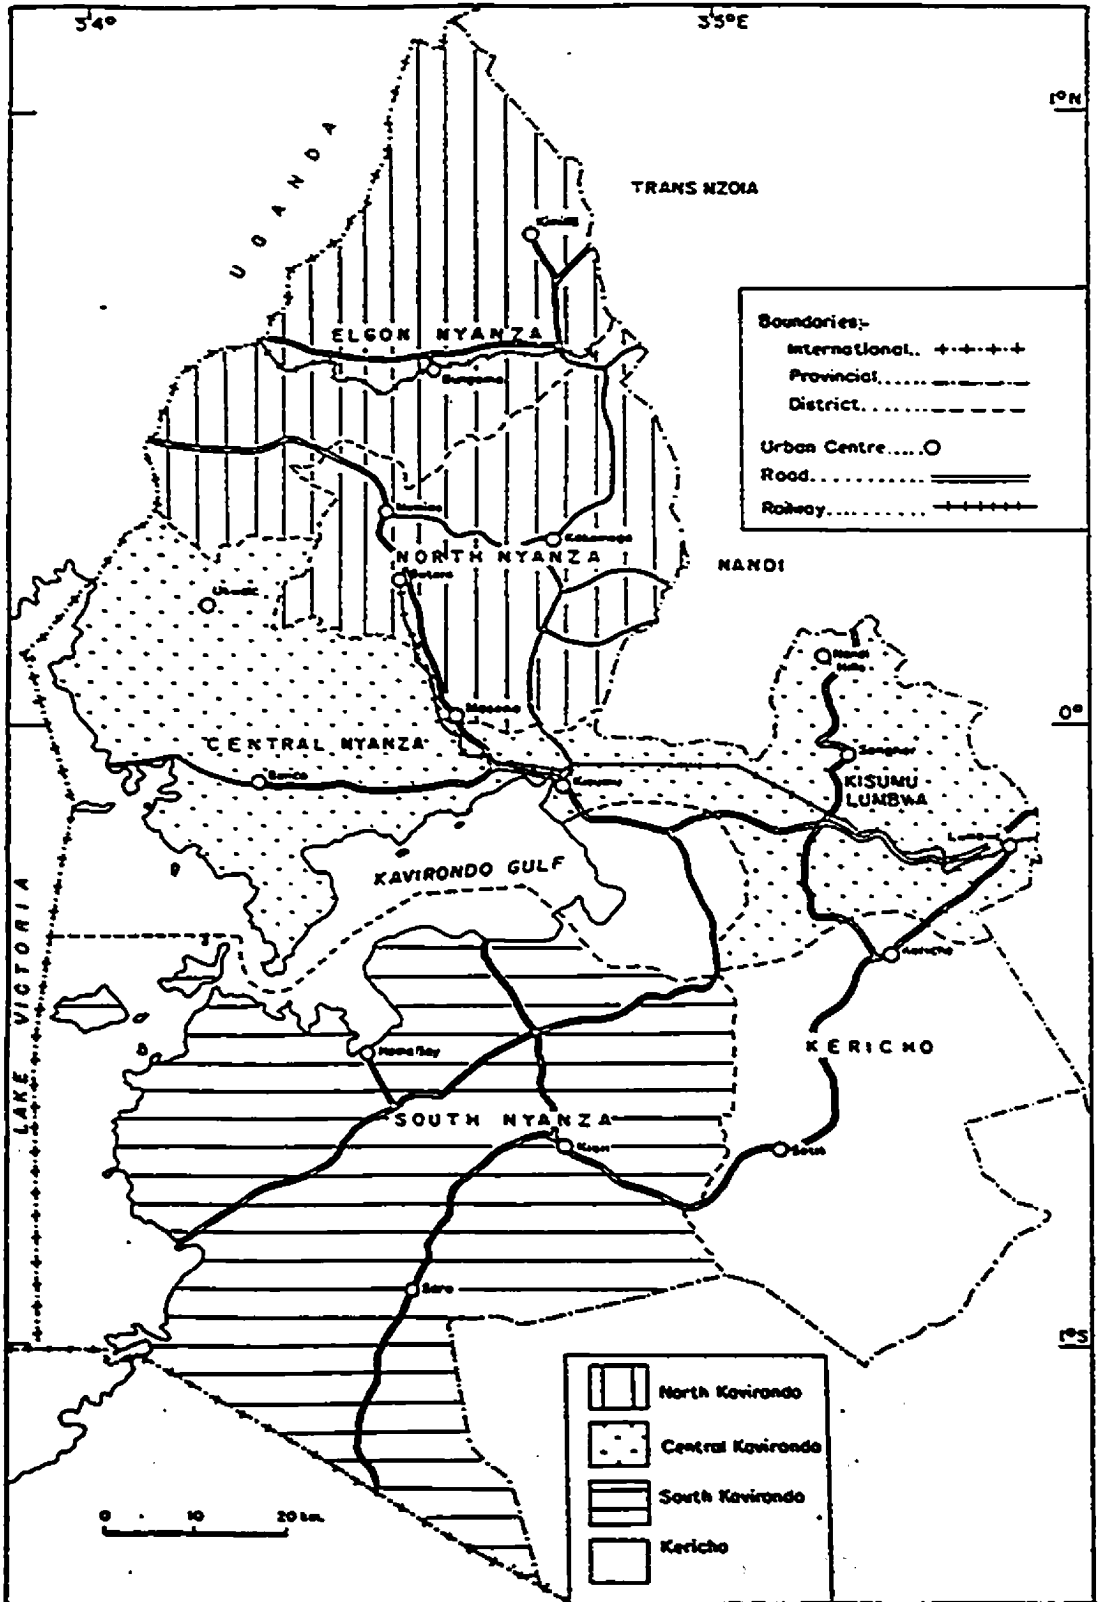 34°
35°E
1°N
UGANDA
TRANS NZOIA
Boundaries:-
International..
Provincial......
District........
Urban Centre....
Road........
Railway........
ELGON NYANZA
Bungoma
Mumias
Kakamega
NORTH NYANZA
NANDI
Butere
Nandi
Hills
Maseno
0°
CENTRAL NYANZA
Songhor
KISUMU
LUMBWA
Kisumu
KAVIRONDO GULF
LAKE VICTORIA
Kericho
KERICHO
Homa Bay
SOUTH NYANZA
Kisii
Sotik
1°S
North Kavirondo
Central Kavirondo
South Kavirondo
Kericho
0
10
20 km.